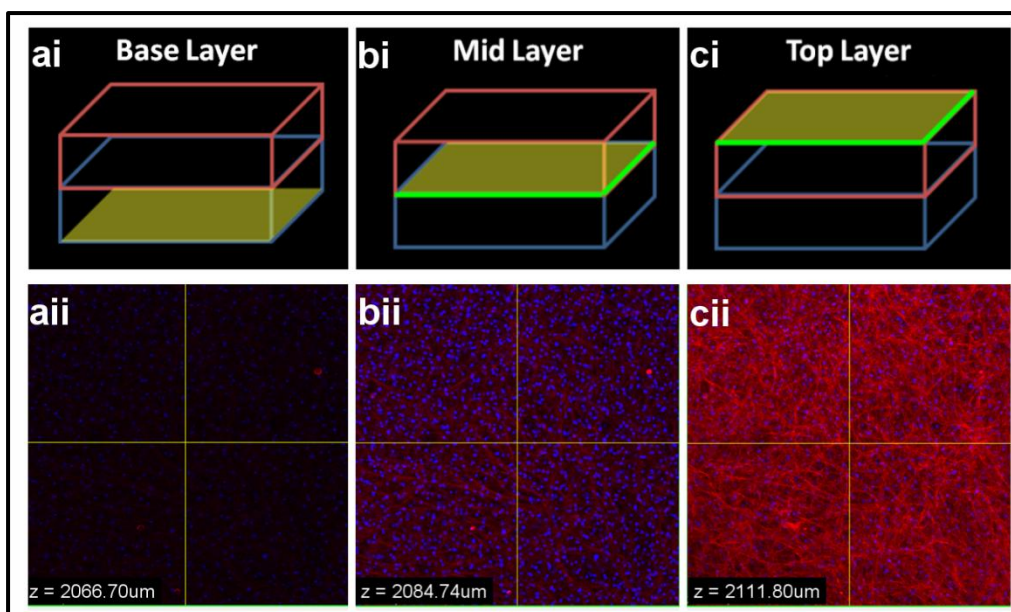 ai Base Layer
bi Mid Layer
ci Top Layer
aii
bii
cii
z = 2066.70um
z = 2084.74um
z = 2111.80um